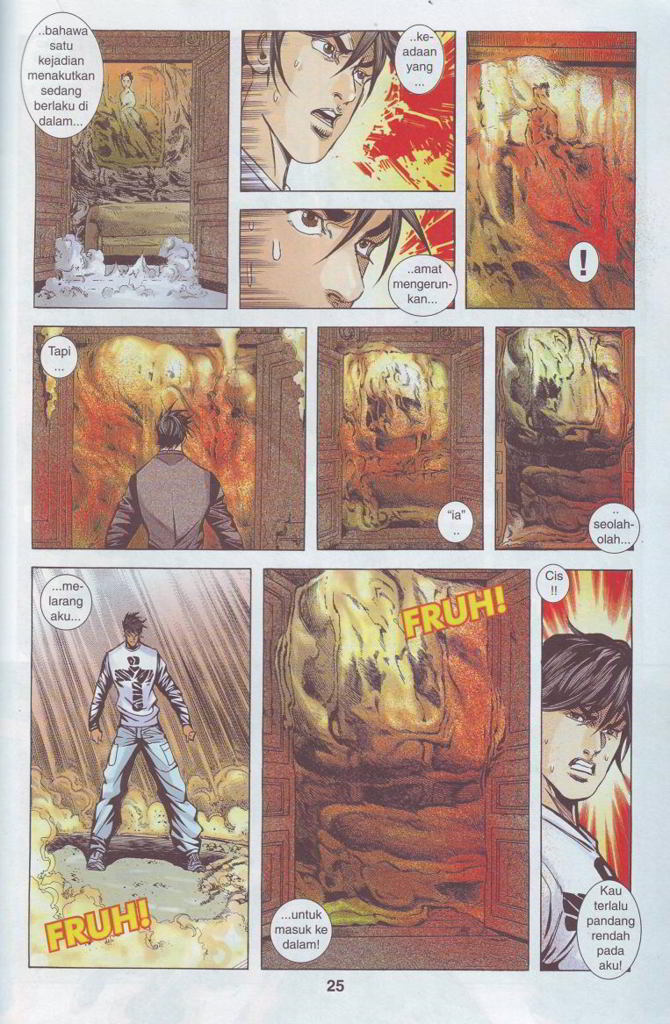 ..bahawa
satu
kejadian
menakutkan
sedang
berlaku di
dalam...
..ke-
adaan
yang
...
..amat
mengerun-
kan...
!
Tapi
...
"ia"
..
..
seolah-
olah...
...me-
larang
aku...
FRUH!
FRUH!
...untuk
masuk ke
dalam!
Cis
!!
Kau
terlalu
pandang
rendah
pada
aku!
25